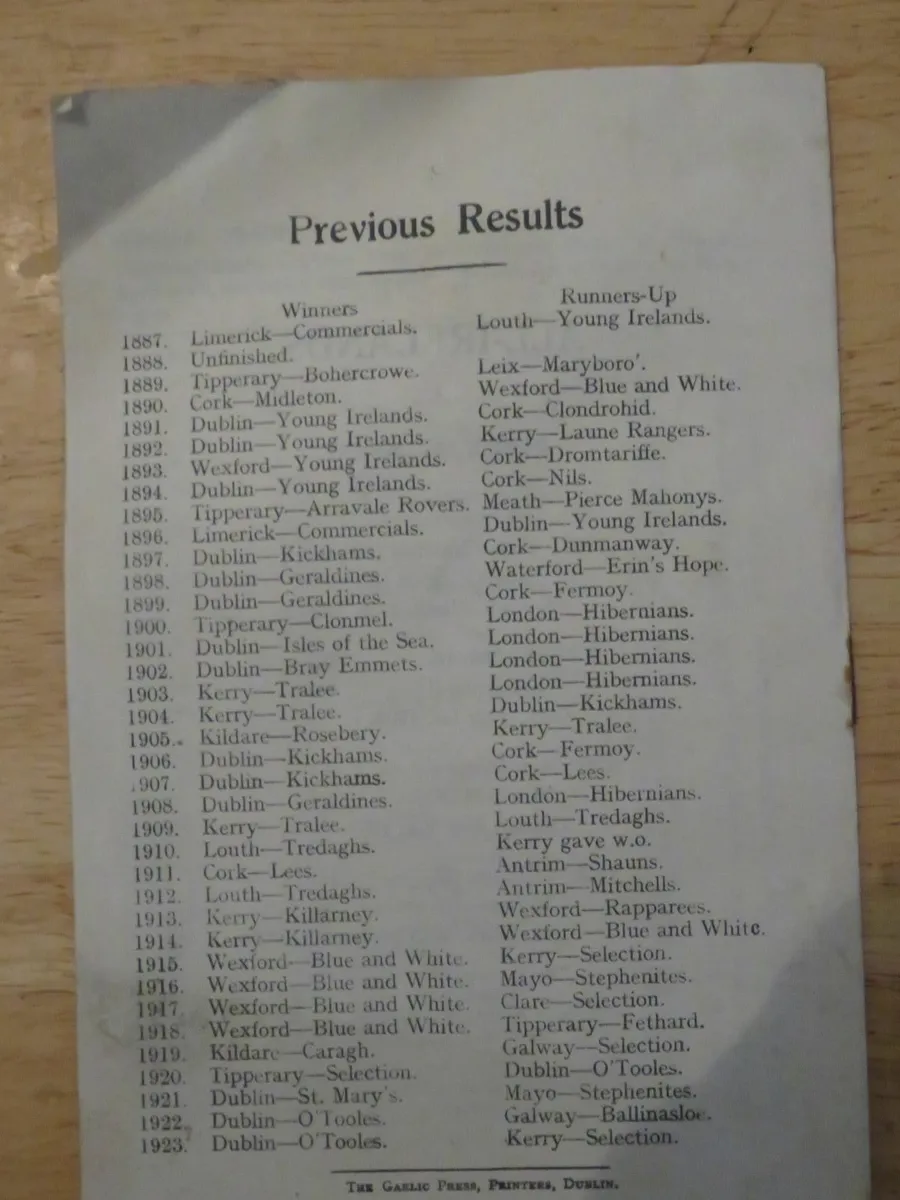 Previous Results
Winners Runners-Up
1887. Limerick—Commercials. Louth—Young Irelands.
1888. Unfinished.
1889. Tipperary—Bohercrowe. Leix—Maryboro'.
1890. Cork—Midleton. Wexford—Blue and White.
1891. Dublin—Young Irelands. Cork—Clondrohid.
1892. Dublin—Young Irelands. Kerry—Laune Rangers.
1893. Wexford—Young Irelands. Cork—Dromtariffe.
1894. Dublin—Young Irelands. Cork—Nils.
1895. Tipperary—Arravale Rovers. Meath—Pierce Mahonys.
1896. Limerick—Commercials. Dublin—Young Irelands.
1897. Dublin—Kickhams. Cork—Dunmanway.
1898. Dublin—Geraldines. Waterford—Erin's Hope.
1899. Dublin—Geraldines. Cork—Fermoy.
1900. Tipperary—Clonmel. London—Hibernians.
1901. Dublin—Isles of the Sea. London—Hibernians.
1902. Dublin—Bray Emmets. London—Hibernians.
1903. Kerry—Tralee. London—Hibernians.
1904. Kerry—Tralee. Dublin—Kickhams.
1905. Kildare—Rosebery. Kerry—Tralee.
1906. Dublin—Kickhams. Cork—Fermoy.
1907. Dublin—Kickhams. Cork—Lees.
1908. Dublin—Geraldines. London—Hibernians.
1909. Kerry—Tralee. Louth—Tredaghs.
1910. Louth—Tredaghs. Kerry gave w.o.
1911. Cork—Lees. Antrim—Shauns.
1912. Louth—Tredaghs. Antrim—Mitchells.
1913. Kerry—Killarney. Wexford—Rapparees.
1914. Kerry—Killarney. Wexford—Blue and White.
1915. Wexford—Blue and White. Kerry—Selection.
1916. Wexford—Blue and White. Mayo—Stephenites.
1917. Wexford—Blue and White. Clare—Selection.
1918. Wexford—Blue and White. Tipperary—Fethard.
1919. Kildare—Caragh. Galway—Selection.
1920. Tipperary—Selection. Dublin—O'Tooles.
1921. Dublin—St. Mary's. Mayo—Stephenites.
1922. Dublin—O'Tooles. Galway—Ballinasloe.
1923. Dublin—O'Tooles. Kerry—Selection.
The Gaelic Press, Printers, Dublin.